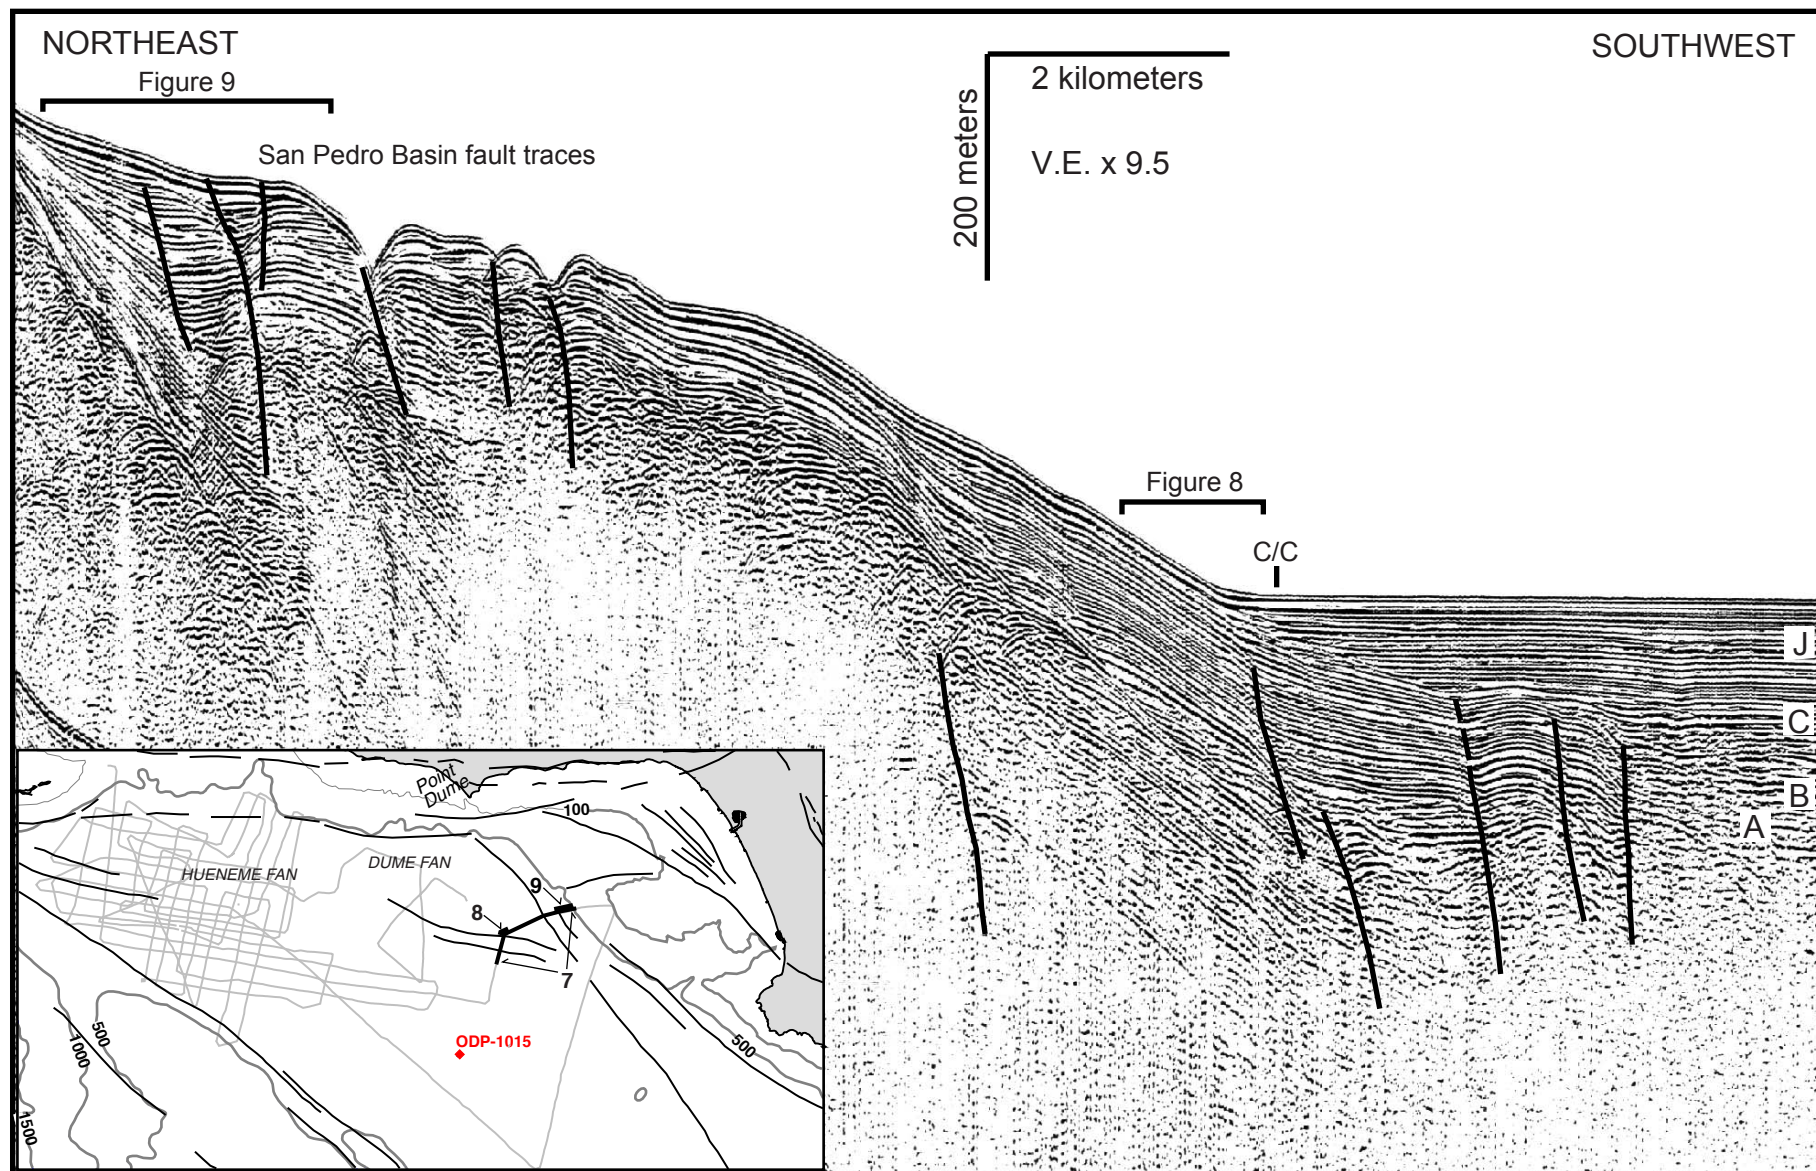 NORTHEAST
SOUTHWEST
Figure 9
2 kilometers
200 meters
San Pedro Basin fault traces
V.E. x 9.5
Figure 8
C/C
J
C
B
A
Point
Dume
100
HUENEME FAN
DUME FAN
9
8
7
ODP-1015
500
1000
500
1500